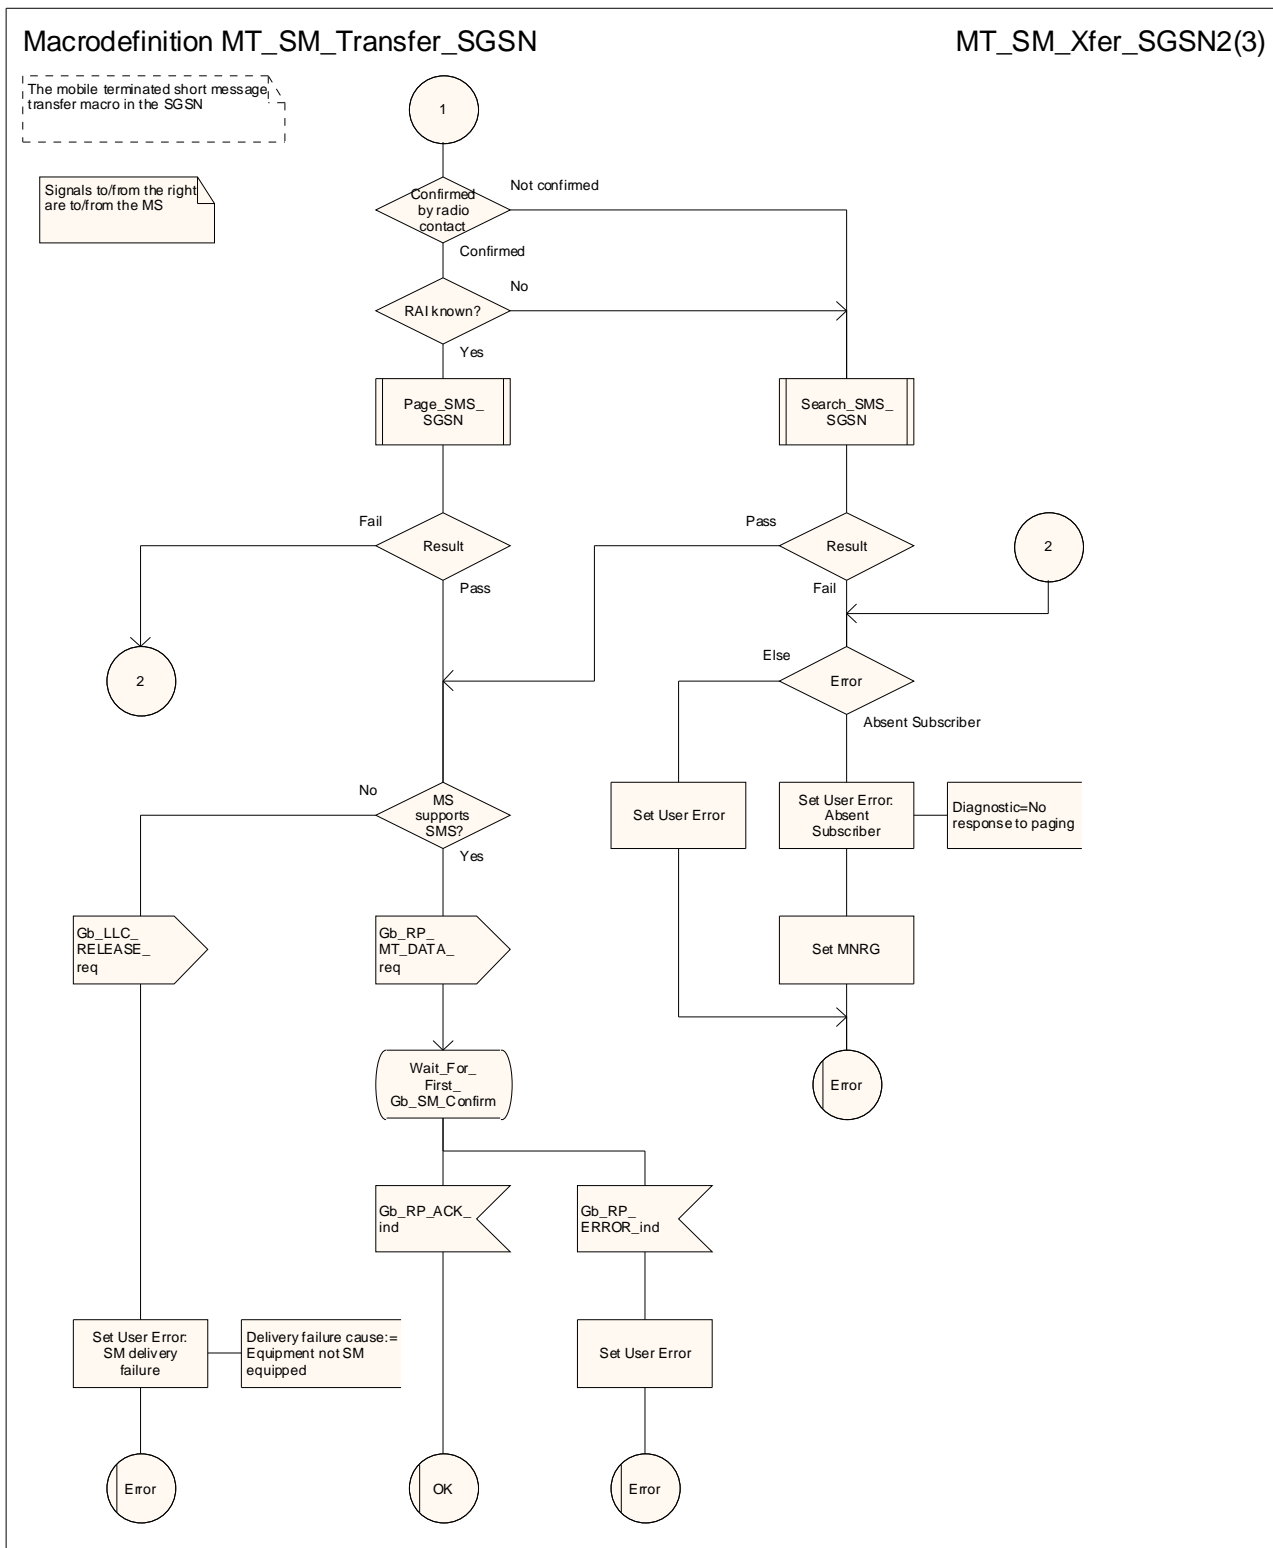 Macrodefinition MT_SM_Transfer_SGSN
MT_SM_Xfer_SGSN2(3)
The mobile terminated short message
transfer macro in the SGSN
1
Signals to/from the right
are to/from the MS
Not confirmed
Confirmed
by radio
contact
Confirmed
No
RAI known?
Yes
Page_SMS_
SGSN
Search_SMS_
SGSN
Fail
Result
Pass
Pass
Result
Fail
2
2
Else
Error
Absent Subscriber
No
MS
supports
SMS?
Yes
Set User Error
Set User Error:
Absent
Subscriber
Diagnostic=No
response to paging
Gb_LLC_
RELEASE_
req
Gb_RP_
MT_DATA_
req
Set MNRG
Wait_For_
First_
Gb_SM_Confirm
Error
Gb_RP_ACK_
ind
Gb_RP_
ERROR_ind
Set User Error:
SM delivery
failure
Delivery failure cause:=
Equipment not SM
equipped
Set User Error
Error
OK
Error